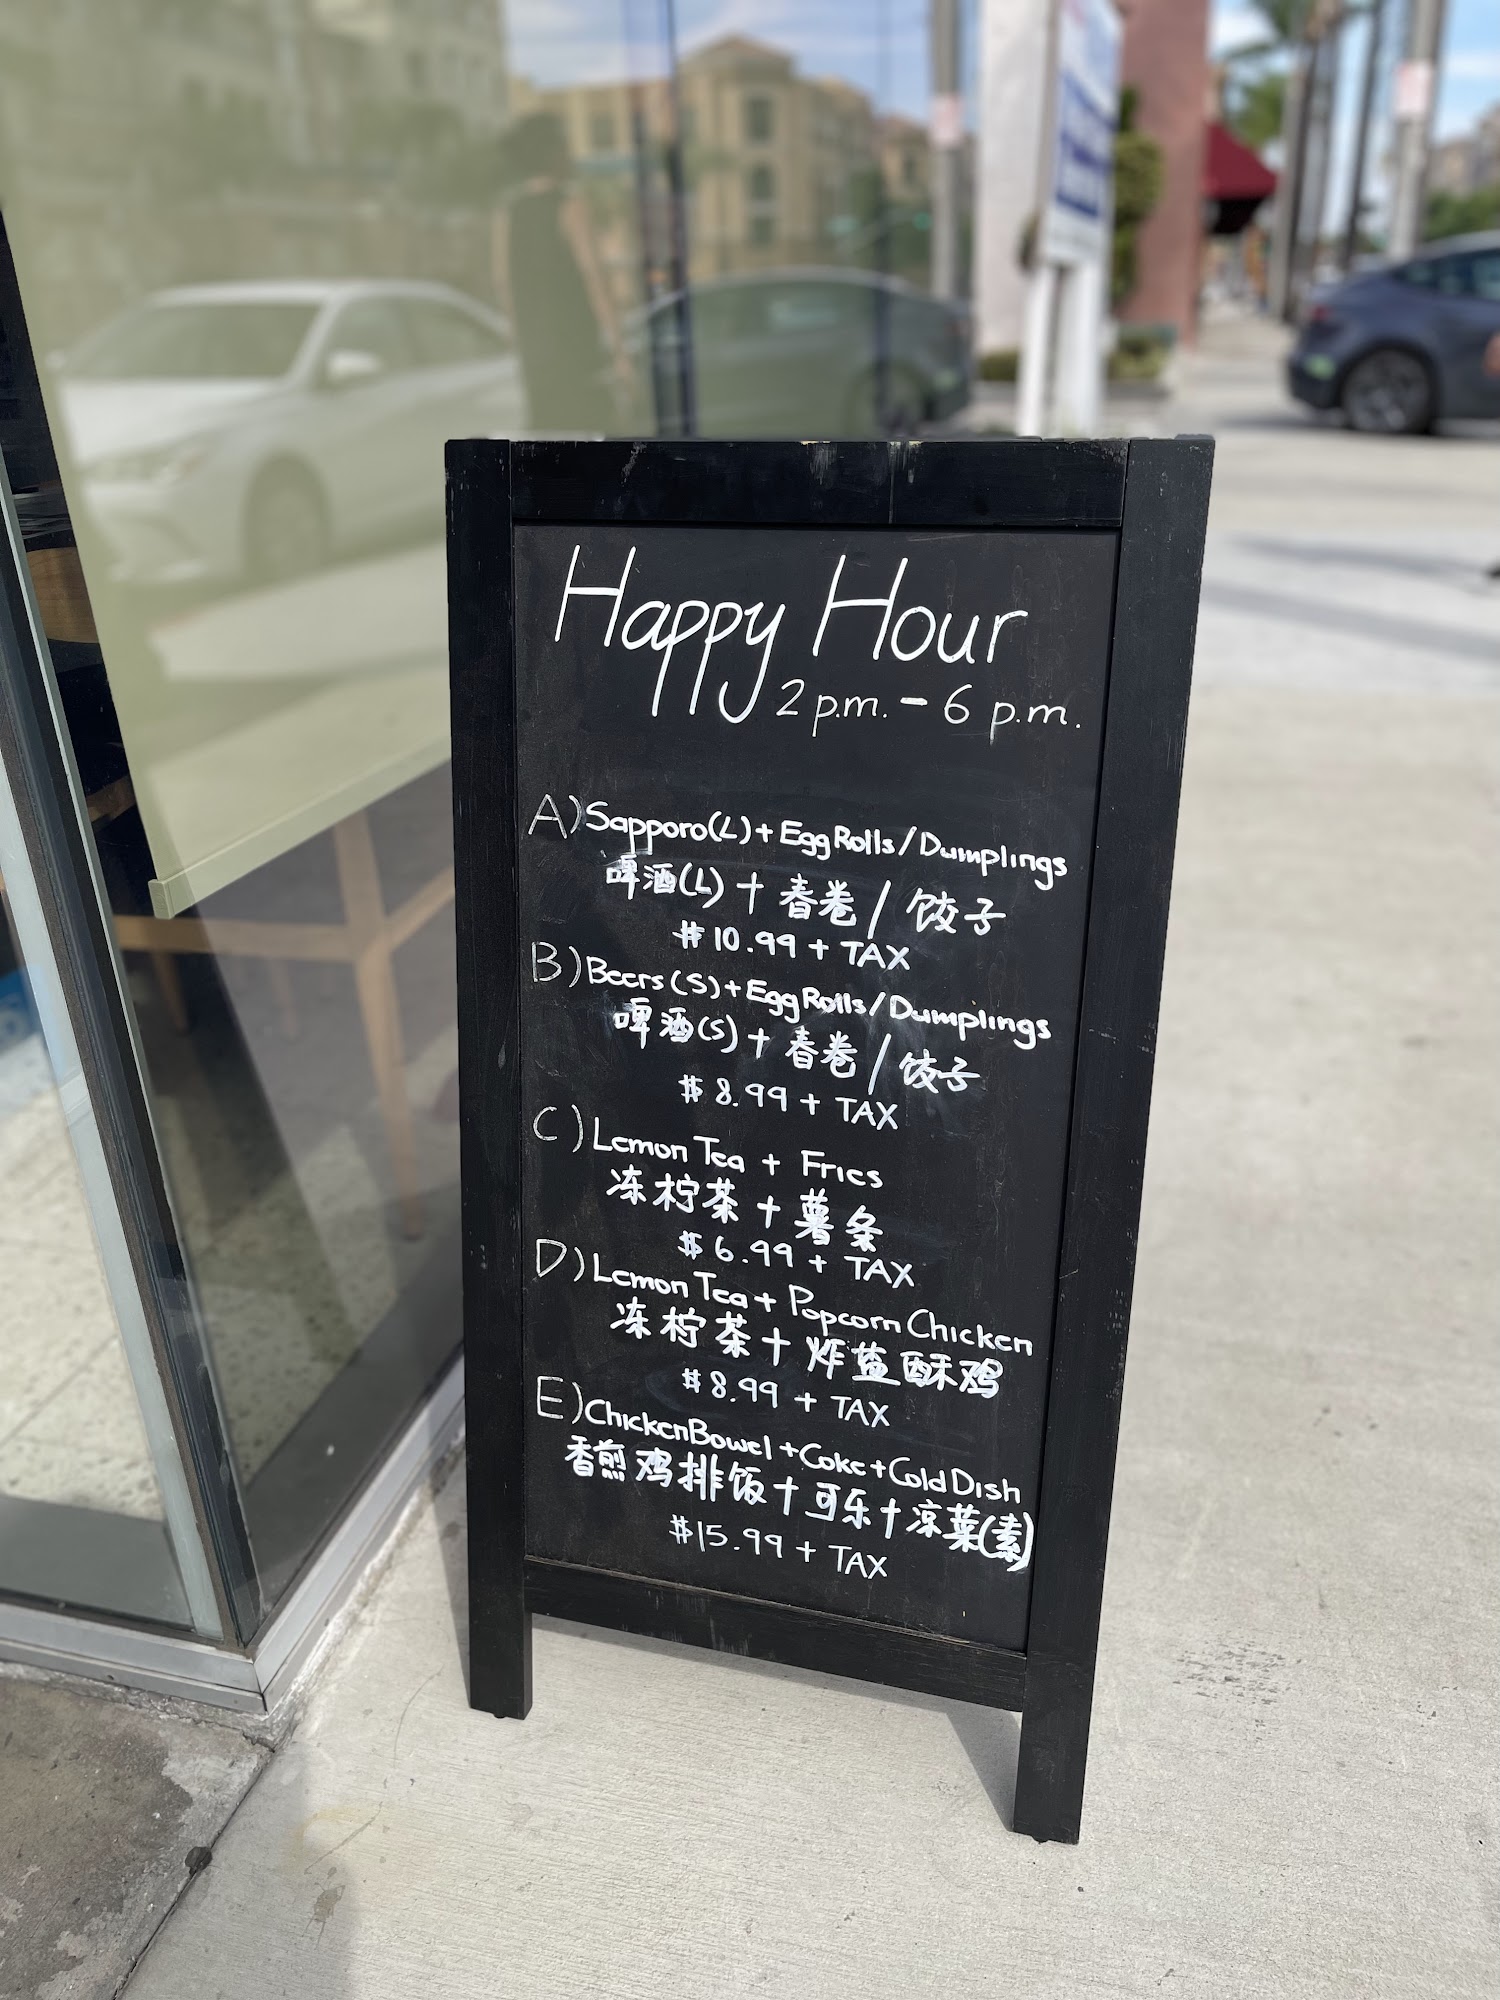 Happy Hour
2 p.m. - 6 p.m.
A) Sapporo(L) + Egg Rolls / Dumplings
啤酒(L) + 春卷 / 饺子
$10.99 + TAX
B) Beers (S) + Egg Rolls / Dumplings
啤酒(S) + 春卷 / 饺子
$8.99 + TAX
C) Lemon Tea + Fries
冻柠茶 + 薯条
$6.99 + TAX
D) Lemon Tea + Popcorn Chicken
冻柠茶 + 炸盐酥鸡
$8.99 + TAX
E) Chicken Bowel + Coke + Cold Dish
香煎鸡排饭 + 可乐 + 凉菜(素)
$15.99 + TAX